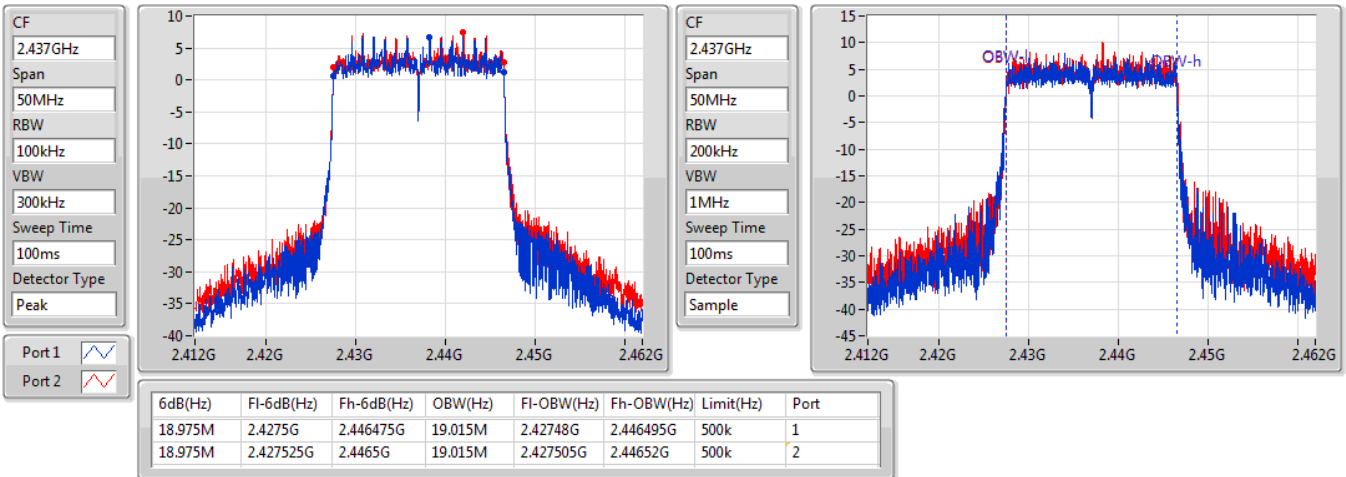 CF
2.437GHz
Span
50MHz
RBW
100kHz
VBW
300kHz
Sweep Time
100ms
Detector Type
Peak
Port 1
Port 2
10
5
0
-5
-10
-15
-20
-25
-30
-35
-40
2.412G 2.42G 2.43G 2.44G 2.45G 2.462G
CF
2.437GHz
Span
50MHz
RBW
200kHz
VBW
1MHz
Sweep Time
100ms
Detector Type
Sample
15
10
5
0
-5
-10
-15
-20
-25
-30
-35
-40
-45
OBW-l OBW-h
2.412G 2.42G 2.43G 2.44G 2.45G 2.462G
6dB(Hz) Fl-6dB(Hz) Fh-6dB(Hz) OBW(Hz) Fl-OBW(Hz) Fh-OBW(Hz) Limit(Hz) Port
18.975M 2.4275G 2.446475G 19.015M 2.42748G 2.446495G 500k 1
18.975M 2.427525G 2.4465G 19.015M 2.427505G 2.44652G 500k 2